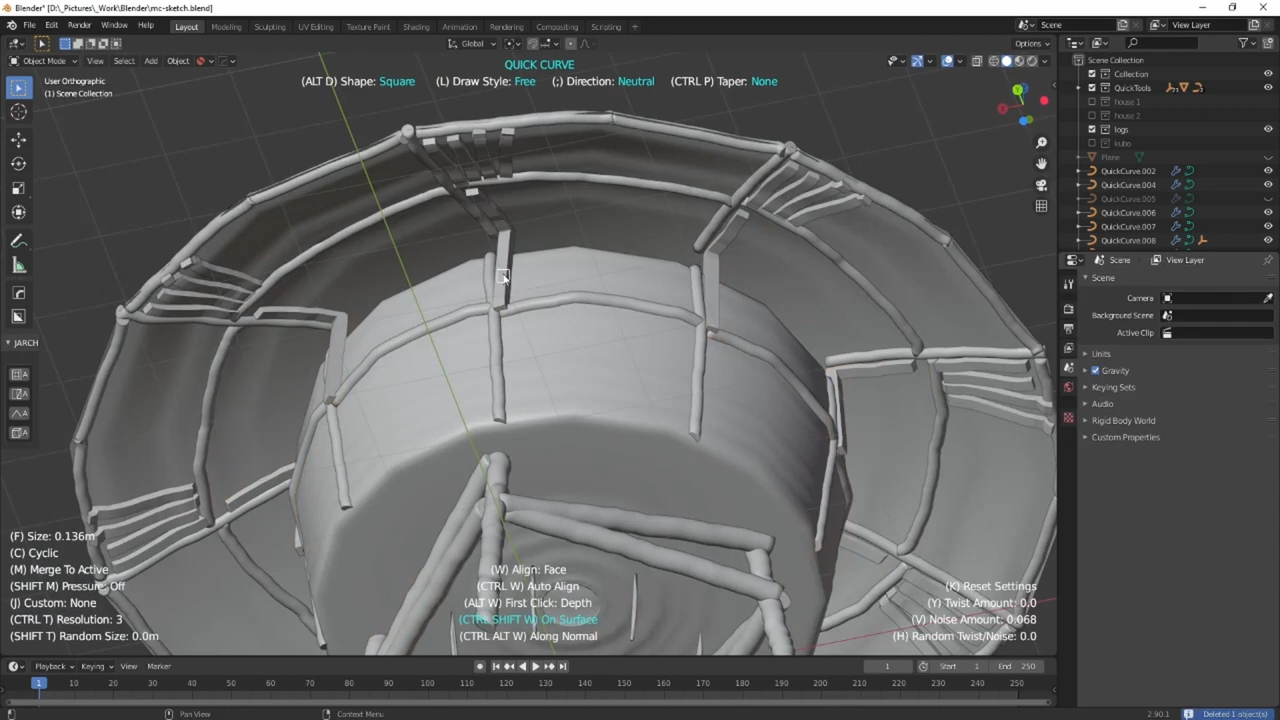 Blender* [D:\_Pictures\_Work\Blender\mc-sketch.blend]
File Edit Render Window Help Layout Modeling Sculpting UV Editing Texture Paint Shading Animation Rendering Compositing Scripting + Scene View Layer
Global Options
Object Mode View Select Add Object
User Orthographic
(1) Scene Collection
QUICK CURVE
(ALT D) Shape: Square (L) Draw Style: Free (;) Direction: Neutral (CTRL P) Taper: None
JARCH
(F) Size: 0.136m
(C) Cyclic
(M) Merge To Active
(SHIFT M) Pressure: Off
(J) Custom: None
(CTRL T) Resolution: 3
(SHIFT T) Random Size: 0.0m
(W) Align: Face
(CTRL W) Auto Align
(ALT W) First Click: Depth
(CTRL SHIFT W) On Surface
(CTRL ALT W) Along Normal
(K) Reset Settings
(Y) Twist Amount: 0.0
(V) Noise Amount: 0.068
(H) Random Twist/Noise: 0.0
Scene Collection
Collection
QuickTools
house 1
house 2
logs
kubo
Plane
QuickCurve.002
QuickCurve.004
QuickCurve.005
QuickCurve.006
QuickCurve.007
QuickCurve.008
Scene View Layer
Scene
Camera
Background Scene
Active Clip
Units
Gravity
Keying Sets
Audio
Rigid Body World
Custom Properties
Playback Keying View Marker 1 Start 1 End 250
1 10 20 30 40 50 60 70 80 90 100 110 120 130 140 150 160 170 180 190 200 210 220 230 240 250
Pan View Context Menu 2.90.1 Deleted 1 object(s)